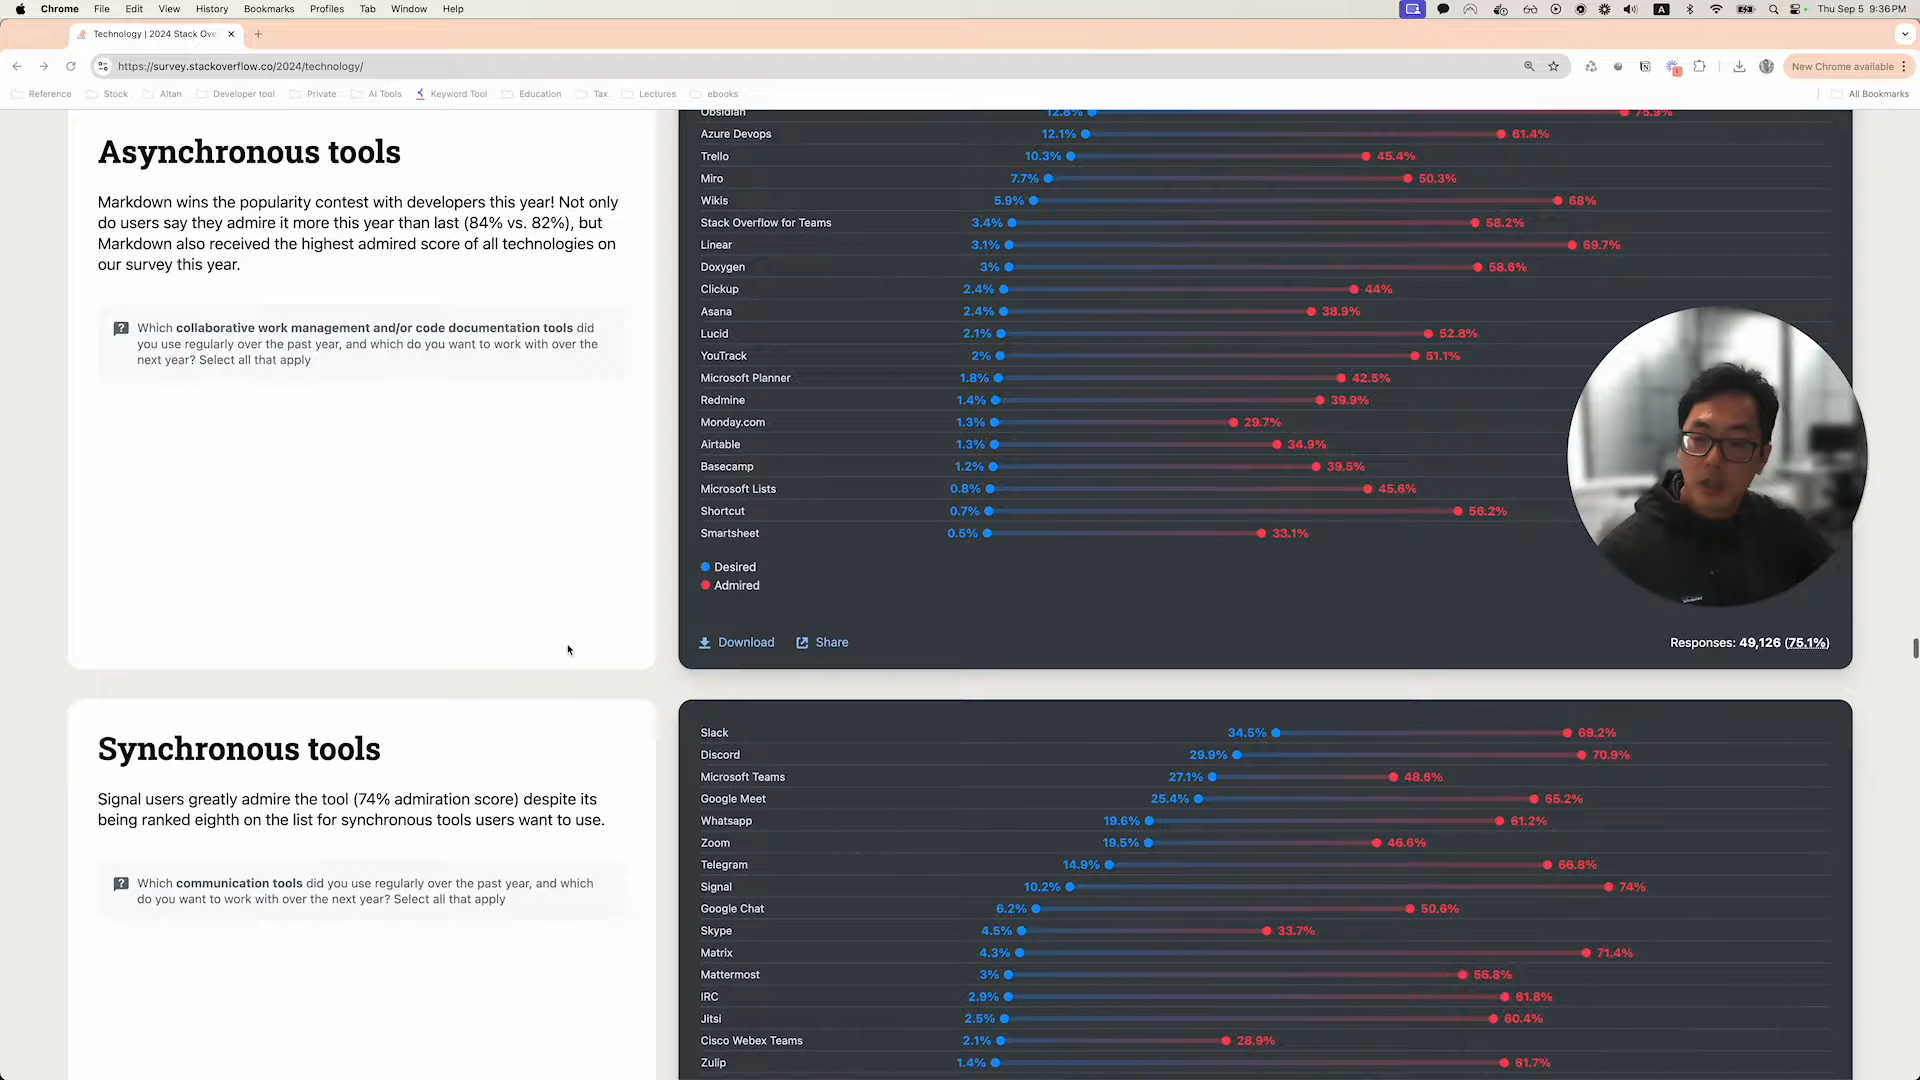 Chrome File Edit View History Bookmarks Profiles Tab Window Help
A Thu Sep 5 9:36 PM
Technology | 2024 Stack Ove
https://survey.stackoverflow.co/2024/technology/
New Chrome available
Reference Stock Altan Developer tool Private AI Tools Keyword Tool Education Tax Lectures ebooks All Bookmarks
Asynchronous tools
Markdown wins the popularity contest with developers this year! Not only
do users say they admire it more this year than last (84% vs. 82%), but
Markdown also received the highest admired score of all technologies on
our survey this year.
Which collaborative work management and/or code documentation tools did
you use regularly over the past year, and which do you want to work with over the
next year? Select all that apply
Obsidian 12.8% 75.9%
Azure Devops 12.1% 61.4%
Trello 10.3% 45.4%
Miro 7.7% 50.3%
Wikis 5.9% 68%
Stack Overflow for Teams 3.4% 58.2%
Linear 3.1% 69.7%
Doxygen 3% 58.6%
Clickup 2.4% 44%
Asana 2.4% 38.9%
Lucid 2.1% 52.8%
YouTrack 2% 51.1%
Microsoft Planner 1.8% 42.5%
Redmine 1.4% 39.9%
Monday.com 1.3% 29.7%
Airtable 1.3% 34.9%
Basecamp 1.2% 39.5%
Microsoft Lists 0.8% 45.6%
Shortcut 0.7% 56.2%
Smartsheet 0.5% 33.1%
Desired
Admired
Download Share Responses: 49,126 (75.1%)
Synchronous tools
Signal users greatly admire the tool (74% admiration score) despite its
being ranked eighth on the list for synchronous tools users want to use.
Which communication tools did you use regularly over the past year, and which
do you want to work with over the next year? Select all that apply
Slack 34.5% 69.2%
Discord 29.9% 70.9%
Microsoft Teams 27.1% 48.6%
Google Meet 25.4% 65.2%
Whatsapp 19.6% 61.2%
Zoom 19.5% 46.6%
Telegram 14.9% 66.8%
Signal 10.2% 74%
Google Chat 6.2% 50.6%
Skype 4.5% 33.7%
Matrix 4.3% 71.4%
Mattermost 3% 56.8%
IRC 2.9% 61.8%
Jitsi 2.5% 60.4%
Cisco Webex Teams 2.1% 28.9%
Zulip 1.4% 61.7%